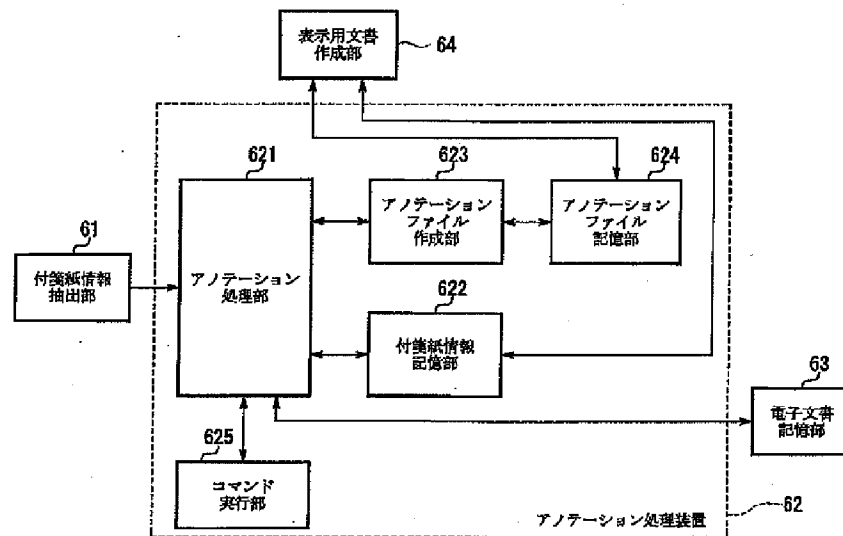 表示用文書
作成部
64
621
623
624
アノテーション
処理部
アノテーション
ファイル
作成部
アノテーション
ファイル
記憶部
61
付箋紙情報
抽出部
622
付箋紙情報
記憶部
63
電子文書
記憶部
625
コマンド
実行部
アノテーション処理装置
62